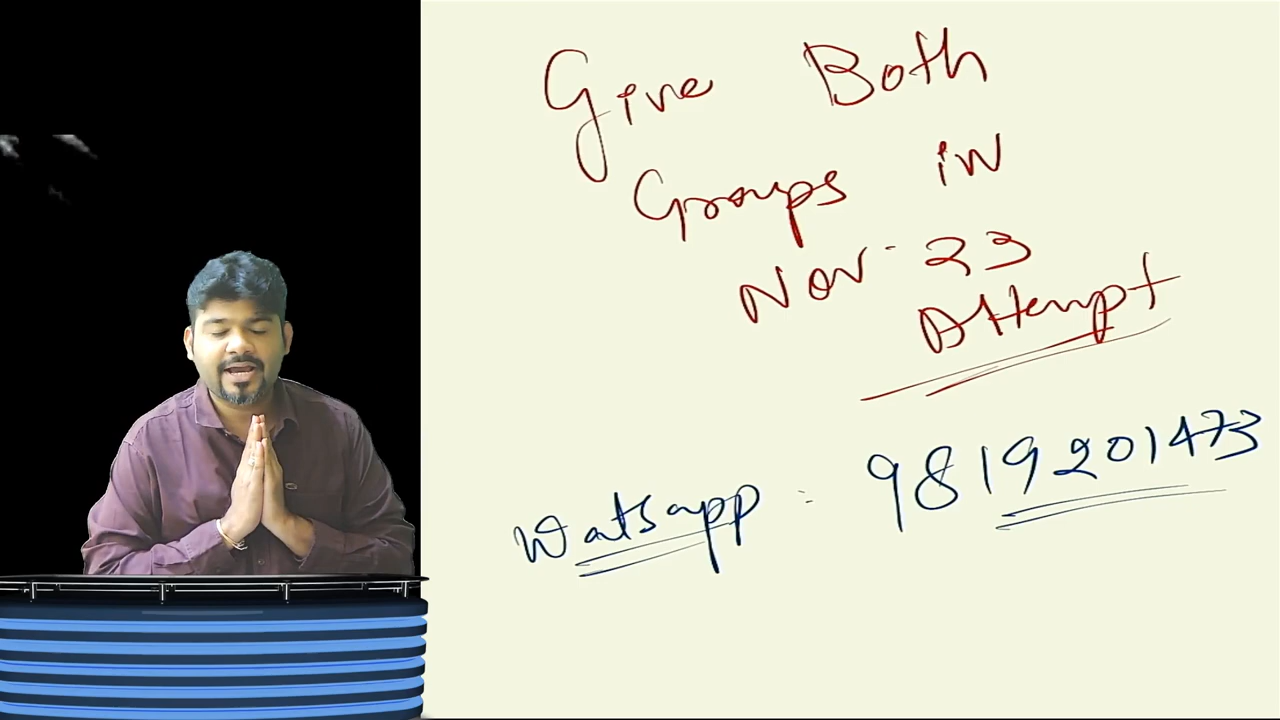 Give Both
Groups in
Nov- 23
Attempt
Watsapp : 9819201473